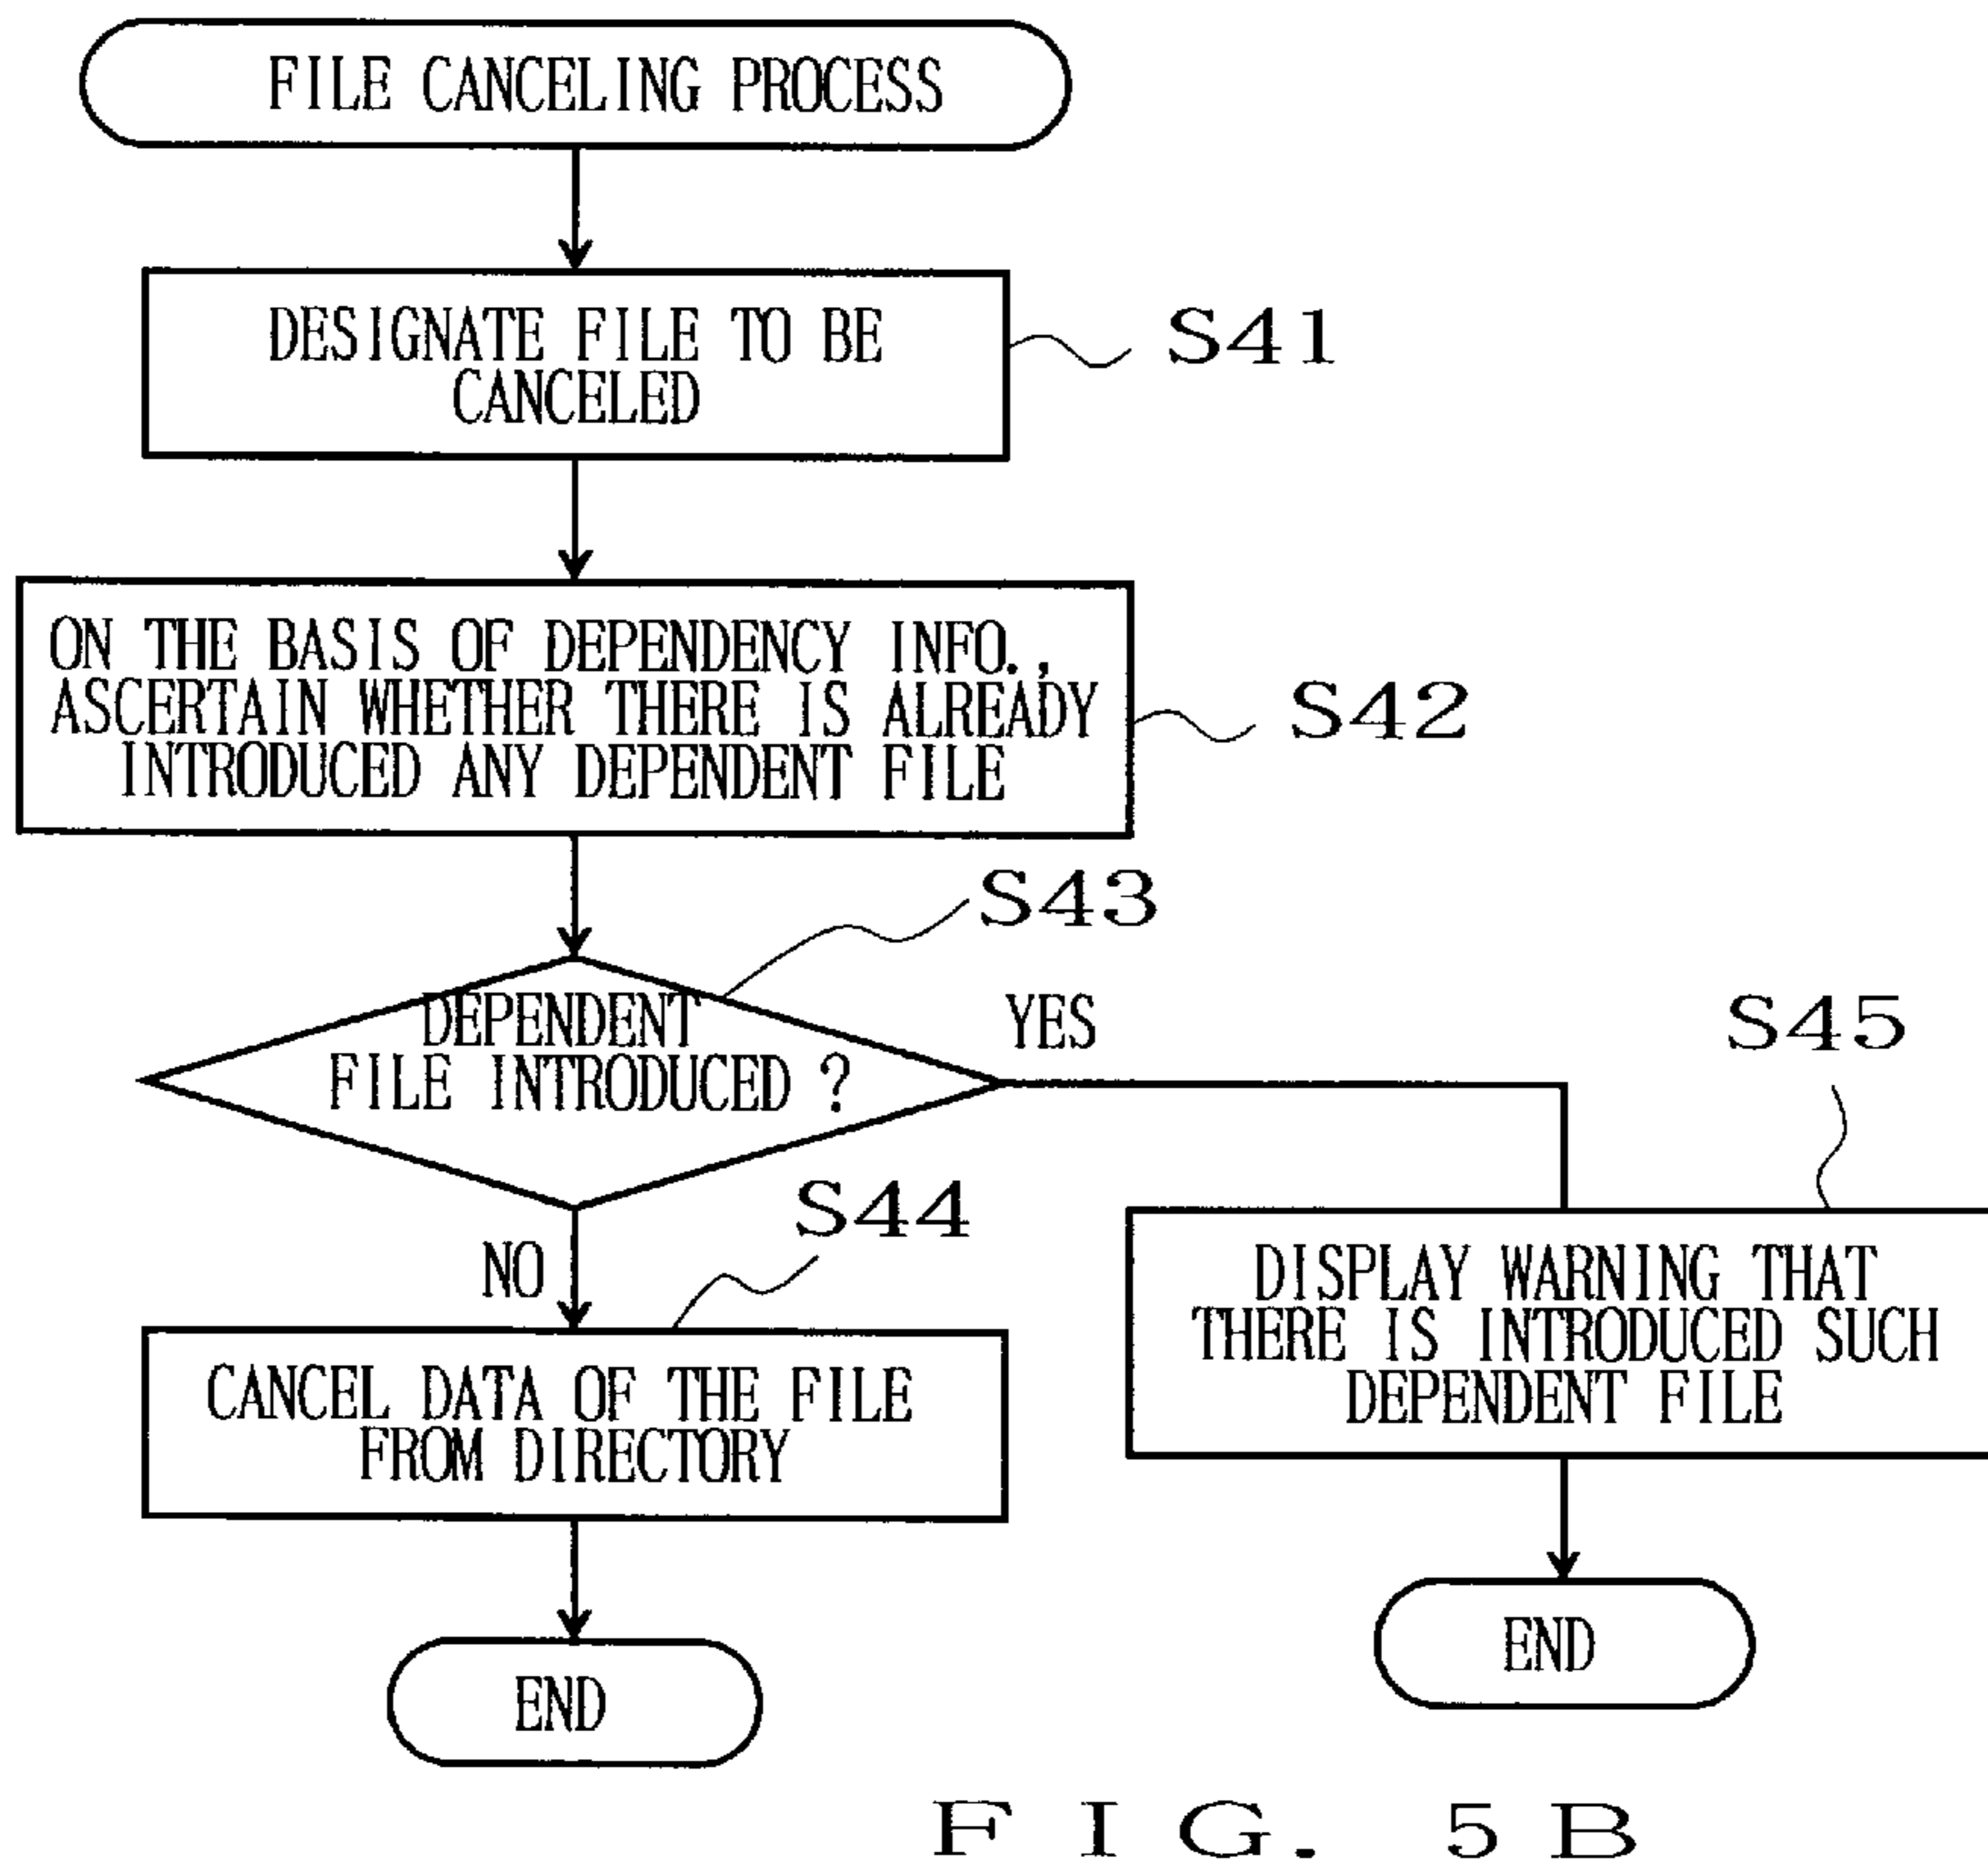 FILE CANCELING PROCESS
DESIGNATE FILE TO BE
CANCELED
S41
ON THE BASIS OF DEPENDENCY INFO.,
ASCERTAIN WHETHER THERE IS ALREADY
INTRODUCED ANY DEPENDENT FILE
S42
S43
DEPENDENT
FILE INTRODUCED ?
YES
S45
NO
S44
DISPLAY WARNING THAT
THERE IS INTRODUCED SUCH
DEPENDENT FILE
CANCEL DATA OF THE FILE
FROM DIRECTORY
END
END
FIG. 5B